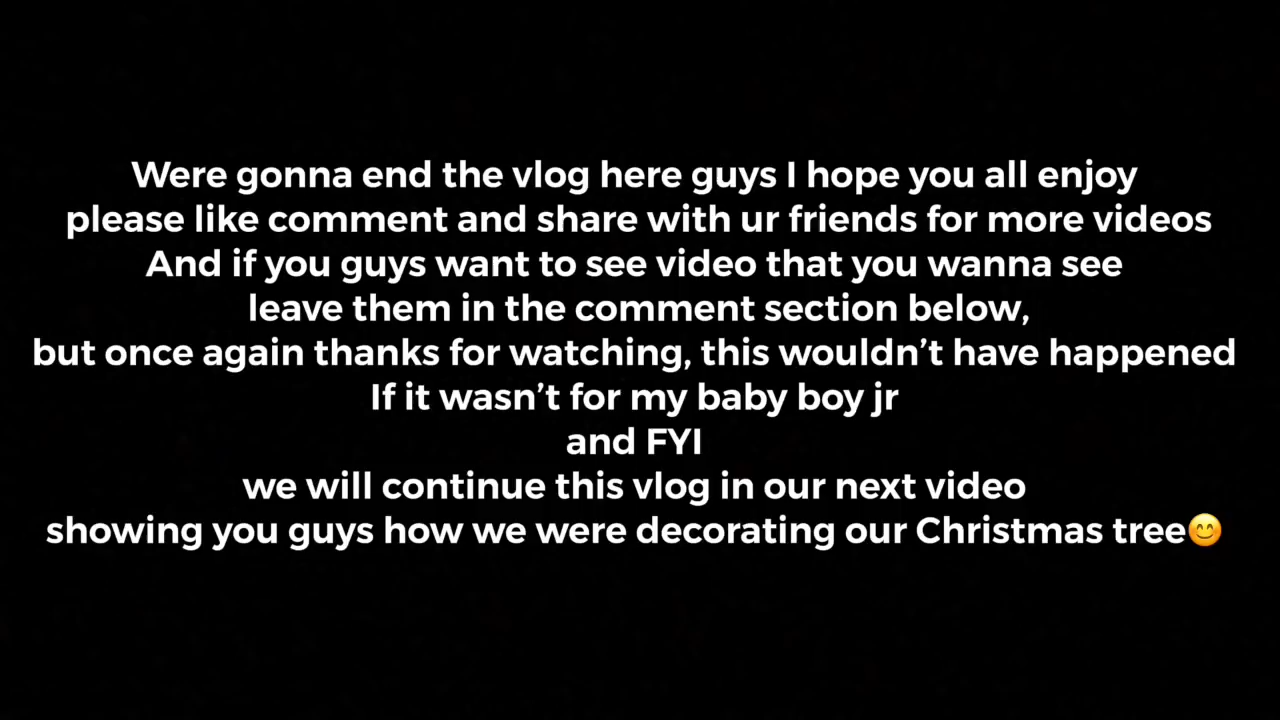 Were gonna end the vlog here guys I hope you all enjoy
please like comment and share with ur friends for more videos
And if you guys want to see video that you wanna see
leave them in the comment section below,
but once again thanks for watching, this wouldn’t have happened
If it wasn’t for my baby boy jr
and FYI
we will continue this vlog in our next video
showing you guys how we were decorating our Christmas tree😊